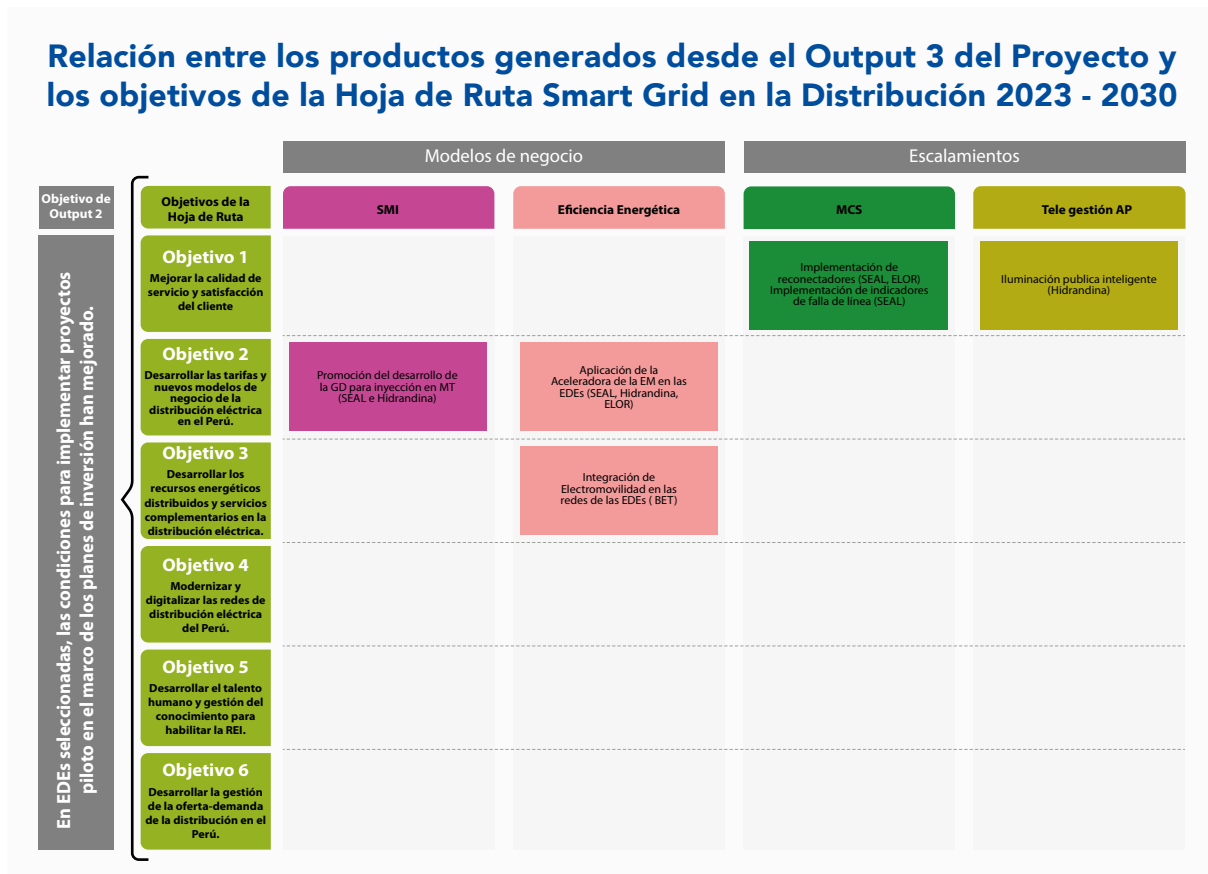 Relación entre los productos generados desde el Output 3 del Proyecto y
los objetivos de la Hoja de Ruta Smart Grid en la Distribución 2023 - 2030
Modelos de negocio
Escalamientos
Objetivo de
Output 2
Objetivos de la
Hoja de Ruta
SMI
Eficiencia Energética
MCS
Tele gestión AP
En EDEs seleccionadas, las condiciones para implementar proyectos
piloto en el marco de los planes de inversión han mejorado.
Objetivo 1
Mejorar la calidad de
servicio y satisfacción
del cliente
Implementación de
reconectadores (SEAL, ELOR)
Implementación de indicadores
de falla de línea (SEAL)
Iluminación publica inteligente
(Hidrandina)
Objetivo 2
Desarrollar las tarifas y
nuevos modelos de
negocio de la
distribución eléctrica
en el Perú.
Promoción del desarrollo de
la GD para inyección en MT
(SEAL e Hidrandina)
Aplicación de la
Aceleradora de la EM en las
EDEs (SEAL, Hidrandina,
ELOR)
Objetivo 3
Desarrollar los
recursos energéticos
distribuidos y servicios
complementarios en la
distribución eléctrica.
Integración de
Electromovilidad en las
redes de las EDEs ( BET)
Objetivo 4
Modernizar y
digitalizar las redes de
distribución eléctrica
del Perú.
Objetivo 5
Desarrollar el talento
humano y gestión del
conocimiento para
habilitar la REI.
Objetivo 6
Desarrollar la gestión
de la oferta-demanda
de la distribución en el
Perú.